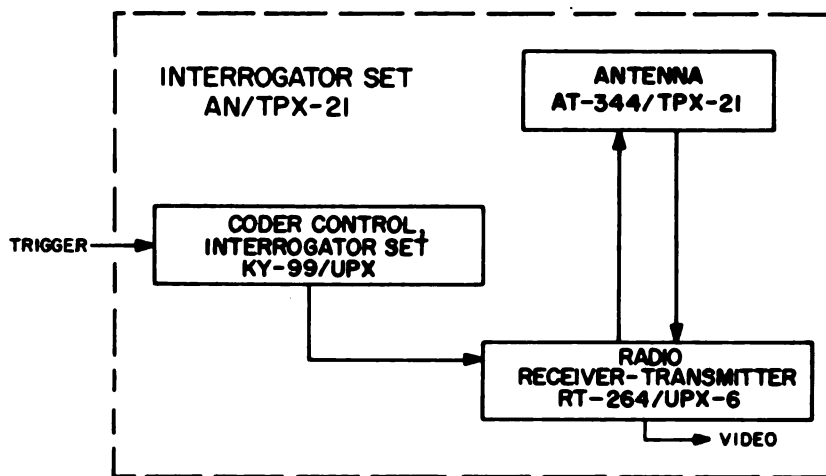 INTERROGATOR SET
AN/TPX-21
ANTENNA
AT-344/TPX-21
TRIGGER
CODER CONTROL,
INTERROGATOR SET
KY-99/UPX
RADIO
RECEIVER-TRANSMITTER
RT-264/UPX-6
VIDEO